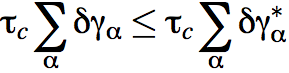 τ_c ∑_α δγ_α ≤ τ_c ∑_α δγ_α^*